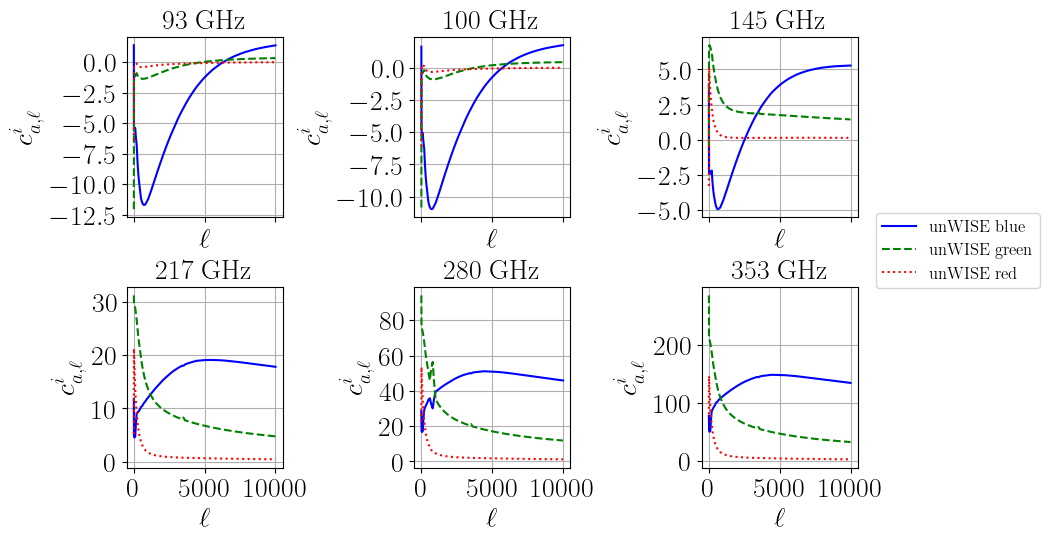 93 GHz
100 GHz
145 GHz
0.0
−2.5
−5.0
−7.5
−10.0
−12.5
0.0
−2.5
−5.0
−7.5
−10.0
5.0
2.5
0.0
−2.5
−5.0
c^i_{a,ℓ}
c^i_{a,ℓ}
c^i_{a,ℓ}
5000
10000
ℓ
ℓ
ℓ
unWISE blue
unWISE green
unWISE red
217 GHz
280 GHz
353 GHz
30
20
10
0
80
60
40
20
0
200
100
0
c^i_{a,ℓ}
c^i_{a,ℓ}
c^i_{a,ℓ}
0 5000 10000
0 5000 10000
0 5000 10000
ℓ
ℓ
ℓ